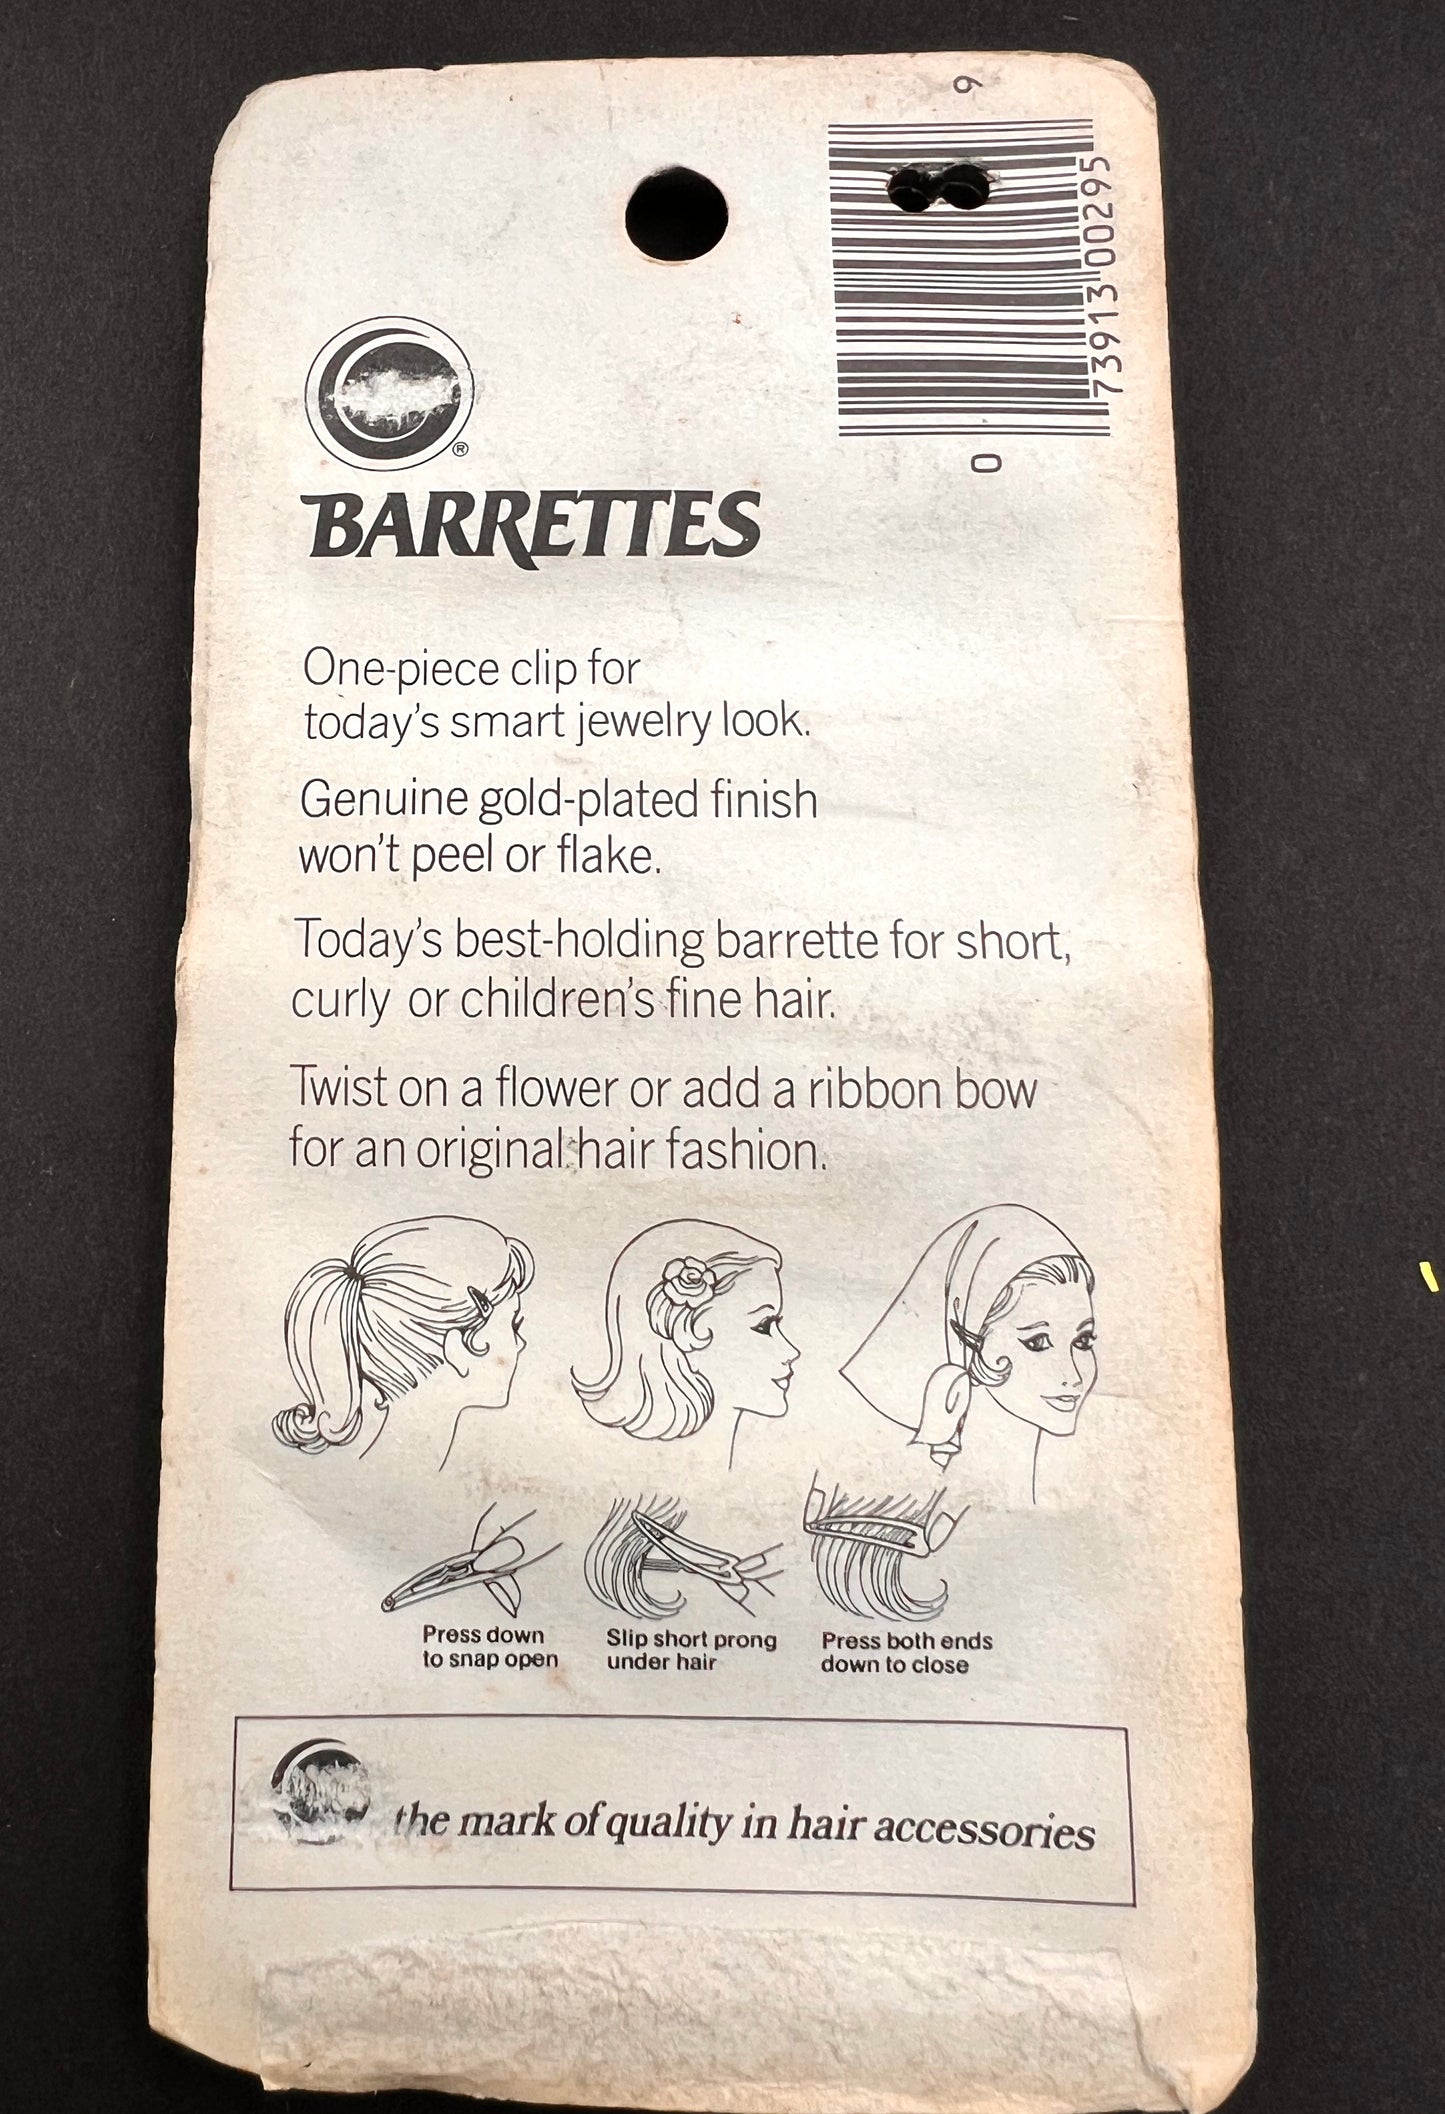 9
73913 00295
0
®
BARRETTES
One-piece clip for
today's smart jewelry look.
Genuine gold-plated finish
won't peel or flake.
Today's best-holding barrette for short,
curly or children's fine hair.
Twist on a flower or add a ribbon bow
for an original hair fashion.
Press down
to snap open
Slip short prong
under hair
Press both ends
down to close
the mark of quality in hair accessories